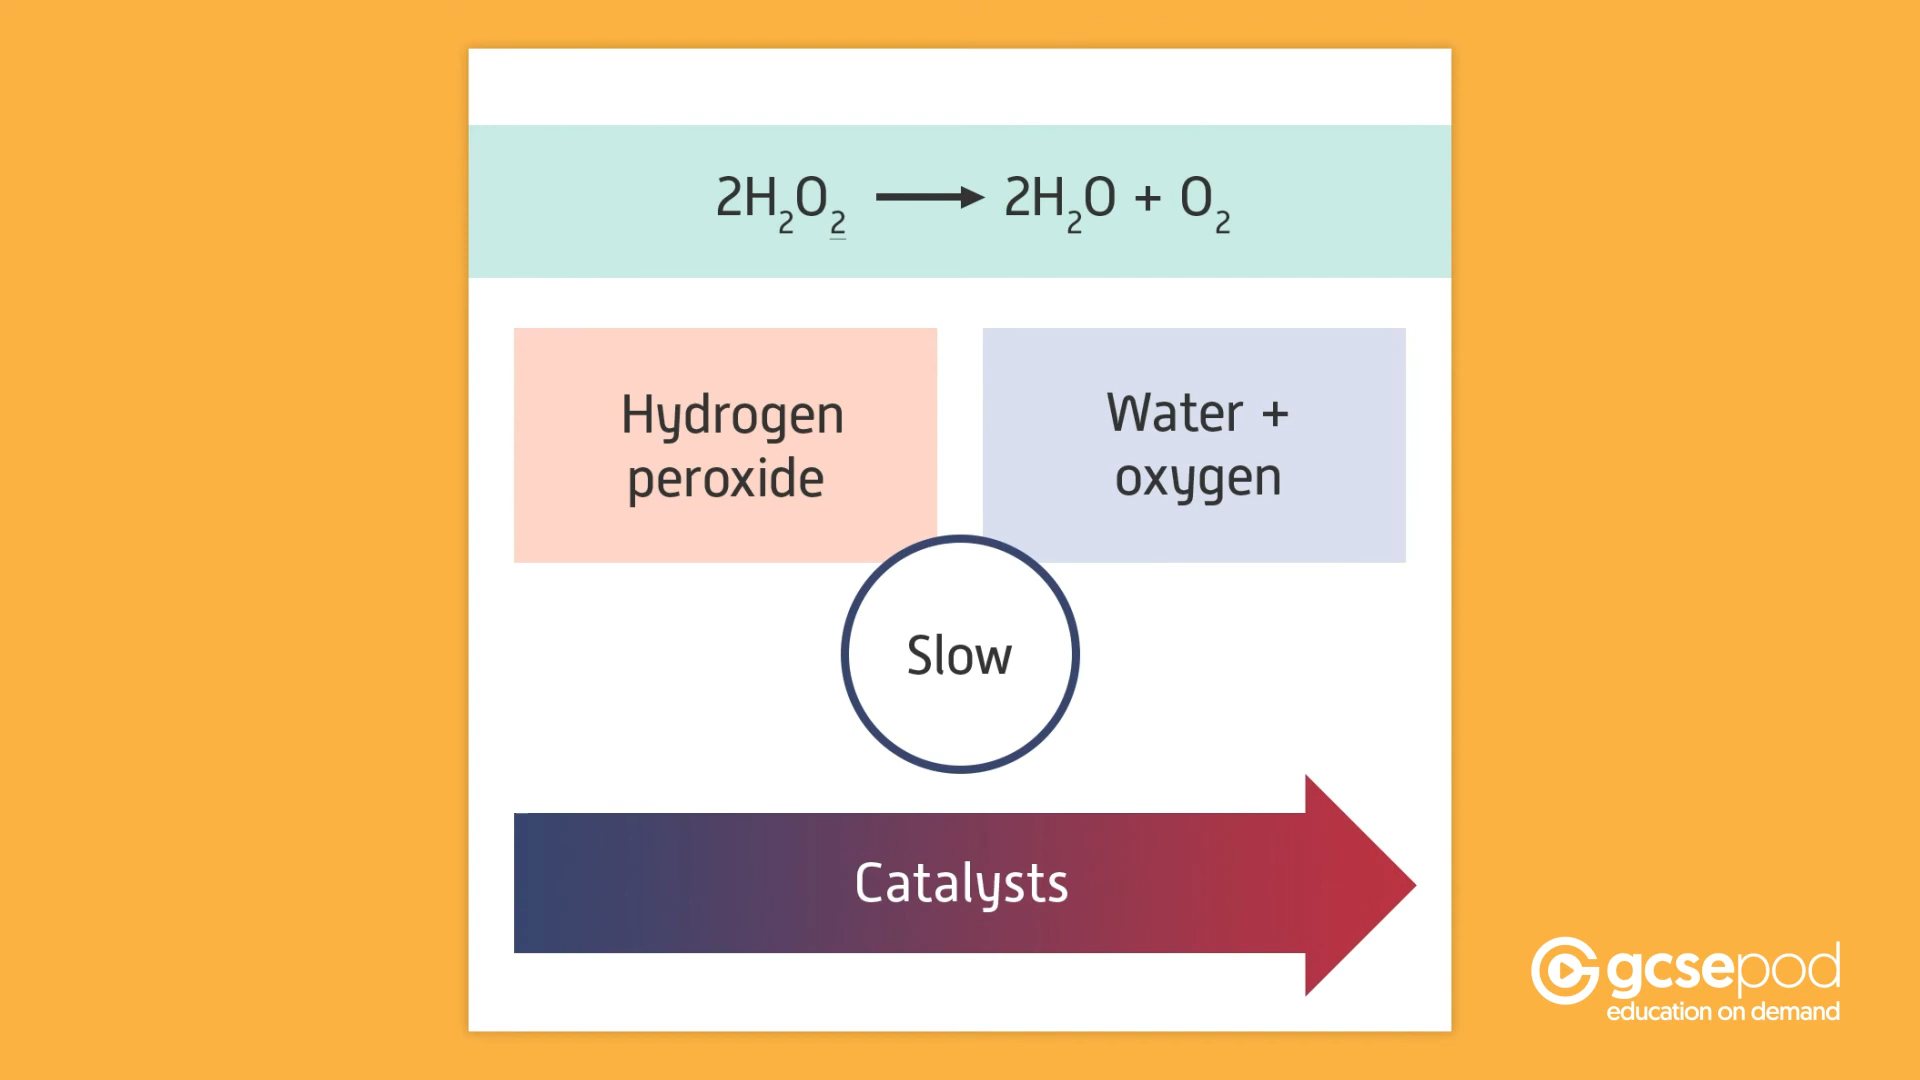 2H₂O₂ ⟶ 2H₂O + O₂
Hydrogen
peroxide
Water +
oxygen
Slow
Catalysts
gcsepod
education on demand